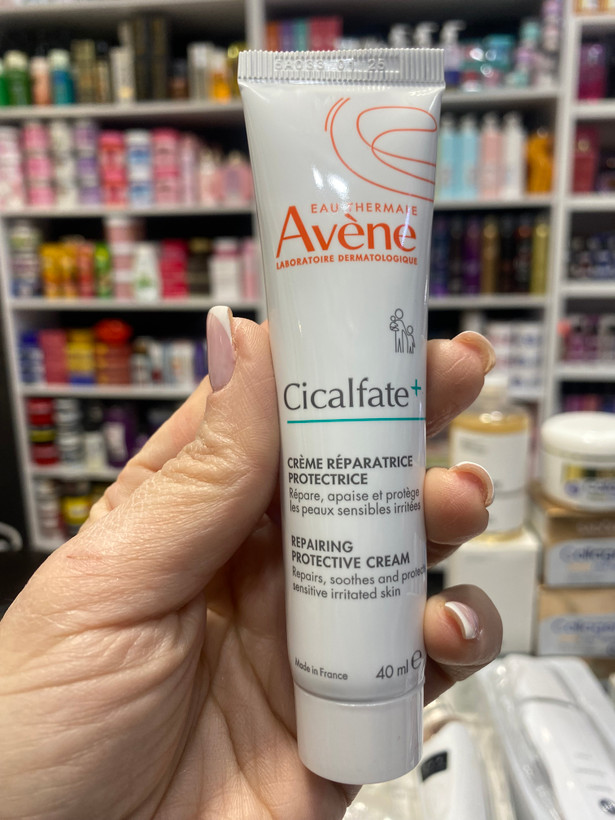 EAU THERMALE
Avène
LABORATOIRE DERMATOLOGIQUE
Cicalfate+
CRÈME RÉPARATRICE
PROTECTRICE
Répare, apaise et protège
les peaux sensibles irritées
REPAIRING
PROTECTIVE CREAM
Repairs, soothes and protects
sensitive irritated skin
Made in France
40 ml ℮